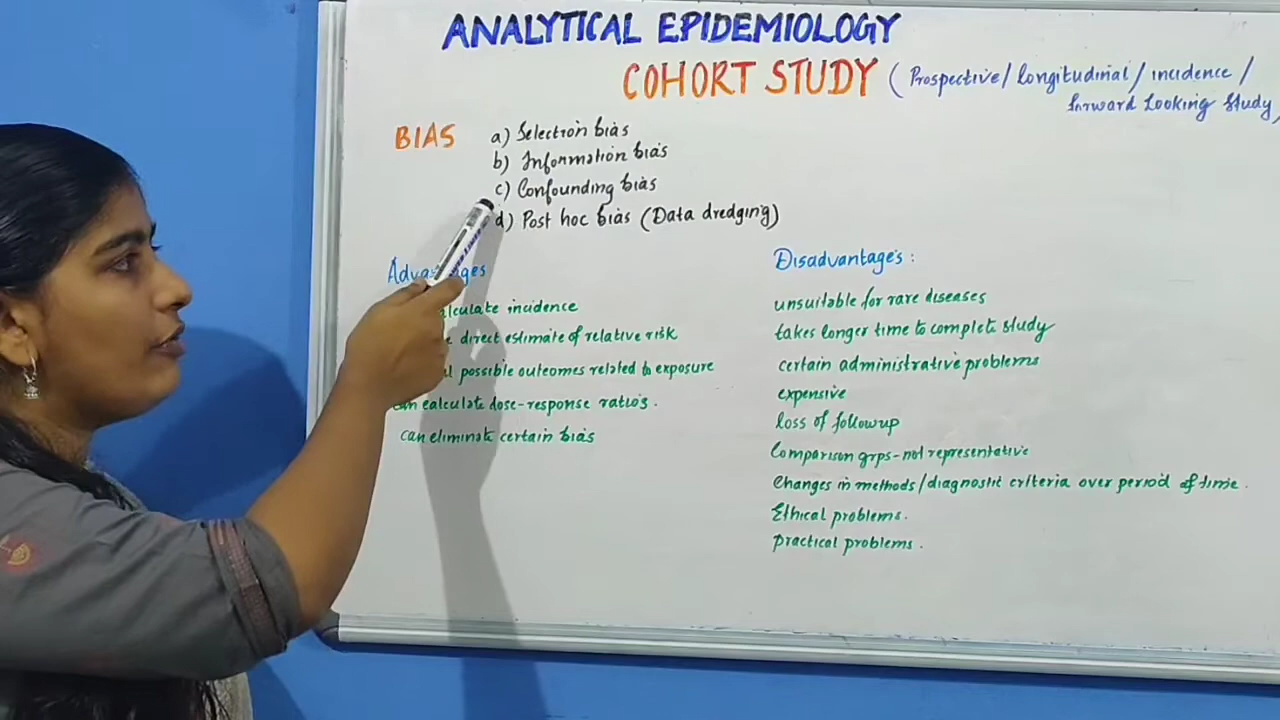 ANALYTICAL EPIDEMIOLOGY
COHORT STUDY (Prospective/longitudinal/incidence/
forward looking study)
BIAS a) Selection bias
b) Information bias
c) Confounding bias
d) Post hoc bias (Data dredging)
Advantages
calculate incidence
direct estimate of relative risk
possible outcomes related to exposure
can calculate dose-response ratios.
can eliminate certain bias
Disadvantages:
unsuitable for rare diseases
takes longer time to complete study
certain administrative problems
expensive
loss of followup
Comparison grps-not representative
Changes in methods/diagnostic criteria over period of time.
Ethical problems.
practical problems.